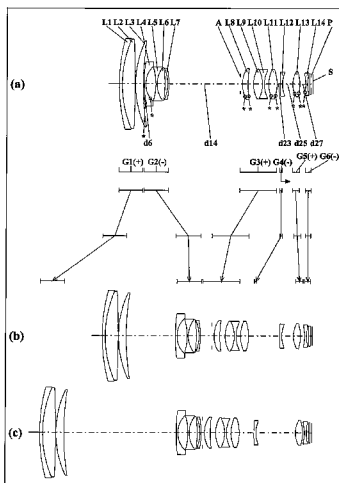 L1 L2 L3 L4 L5 L6 L7 A L8 L9 L10 L11 L12 L13 L14 P
(a)
S
* * * * * * * * *
d6 d14 d23 d25 d27
G1(+) G2(-) G3(+) G4(-) G5(+) G6(-)
(b)
(c)